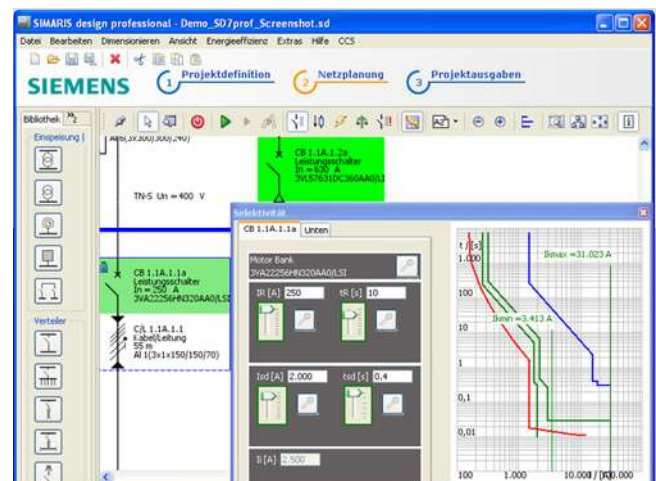 SIMARIS design professional - Demo_SD7prof_Screenshot.sd
Datei Bearbeiten Dimensionieren Ansicht Energieeffizienz Extras Hilfe CCS
SIEMENS
1 Projektdefinition
2 Netzplanung
3 Projektausgaben
Bibliothek
Einspeisung
Verteiler
TN-S Un = 400 V
CB 1.1A.1.2a
Leistungsschalter
In = 630 A
3VL57631DC360AA0/LSI
CB 1.1A.1.1a
Leistungsschalter
In = 250 A
3VA22256HN320AA0/LSI
C/L 1.1A.1.1
Kabel/Leitung
55 m
Al 1(3x1x150/150/70)
Selektivität
CB 1.1A.1.1a Unten
Motor Bank
3VA22256HN320AA0/LSI
IR [A] 250 tR [s] 10
Isd [A] 2.000 tsd [s] 0,4
Ii [A] 2.500
t / [s]
1.000
100
10
1
0,1
0,01
Ikmax =31.023 A
Ikmin =3.413 A
100 1.000